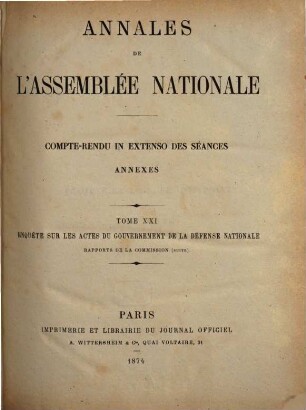 ANNALES
DE
L'ASSEMBLÉE NATIONALE
COMPTE-RENDU IN EXTENSO DES SÉANCES
ANNEXES
TOME XXI
ENQUÊTE SUR LES ACTES DU GOUVERNEMENT DE LA DÉFENSE NATIONALE
RAPPORTS DE LA COMMISSION (SUITE)
PARIS
IMPRIMERIE ET LIBRAIRIE DU JOURNAL OFFICIEL
A. WITTERSHEIM & Cie, QUAI VOLTAIRE, 31
1874